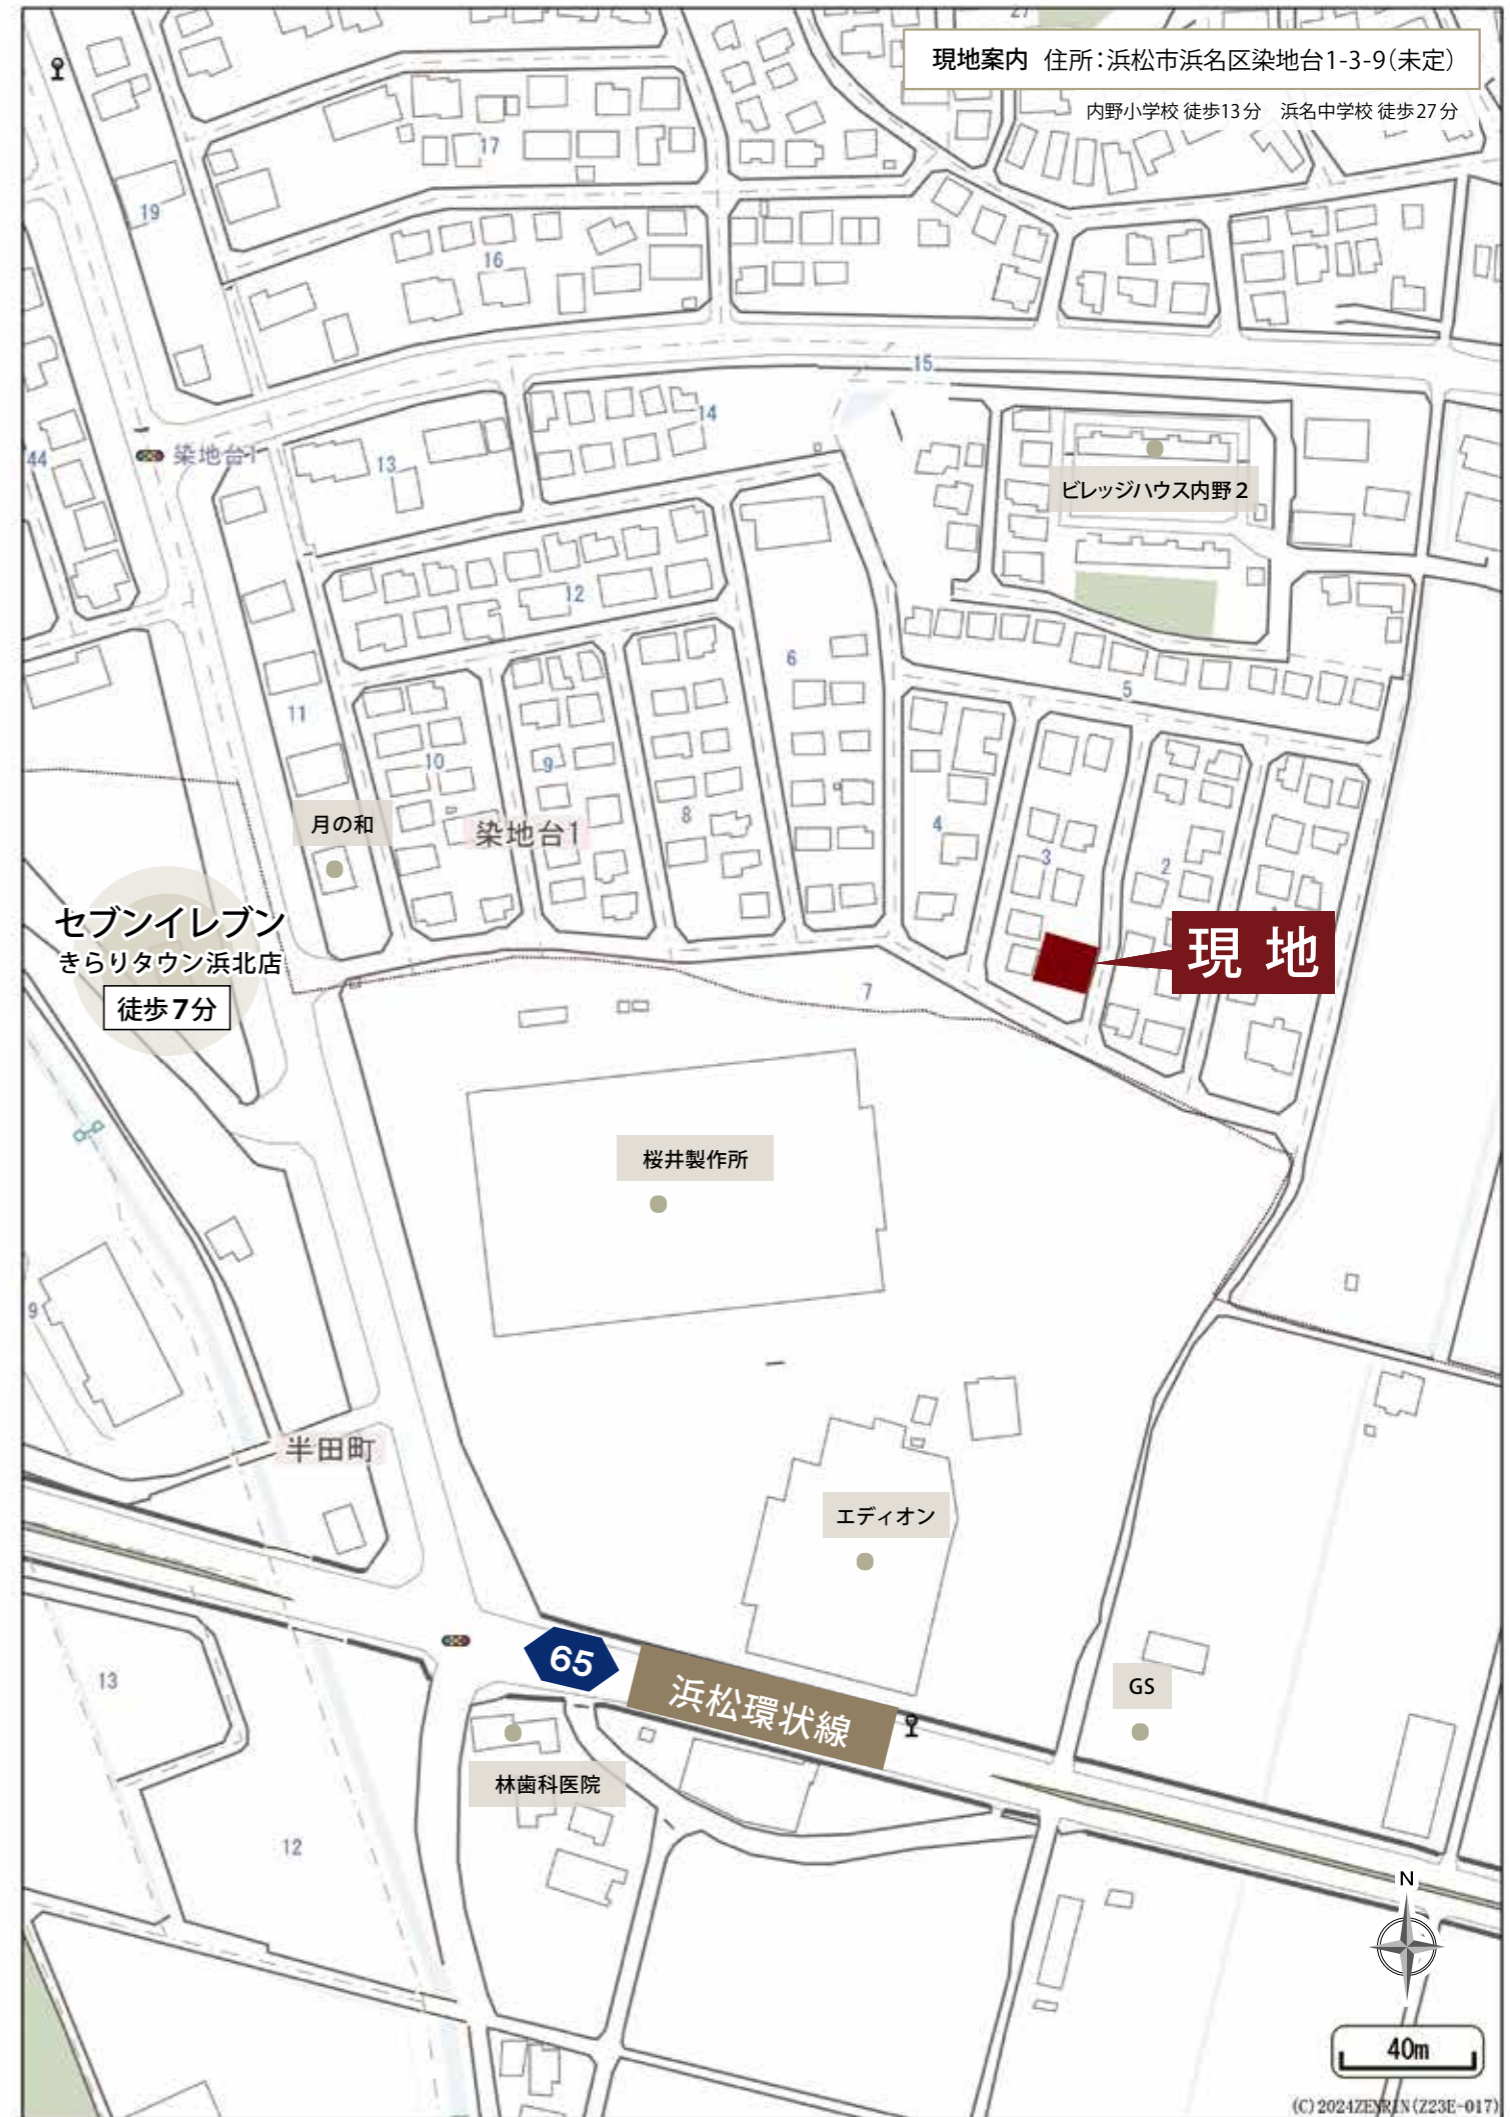 27
現地案内 住所：浜松市浜名区染地台1-3-9（未定）
内野小学校 徒歩13分 浜名中学校 徒歩27分
17
19
16
15
14
44
染地台1
13
ビレッジハウス内野2
12
6
5
11
10
9
8
4
3
2
月の和
染地台1
セブンイレブン
きらりタウン浜北店
徒歩7分
現 地
7
桜井製作所
9
半田町
エディオン
65
浜松環状線
GS
13
林歯科医院
12
N
40m
(C)2024ZENRIN(Z23E-017)